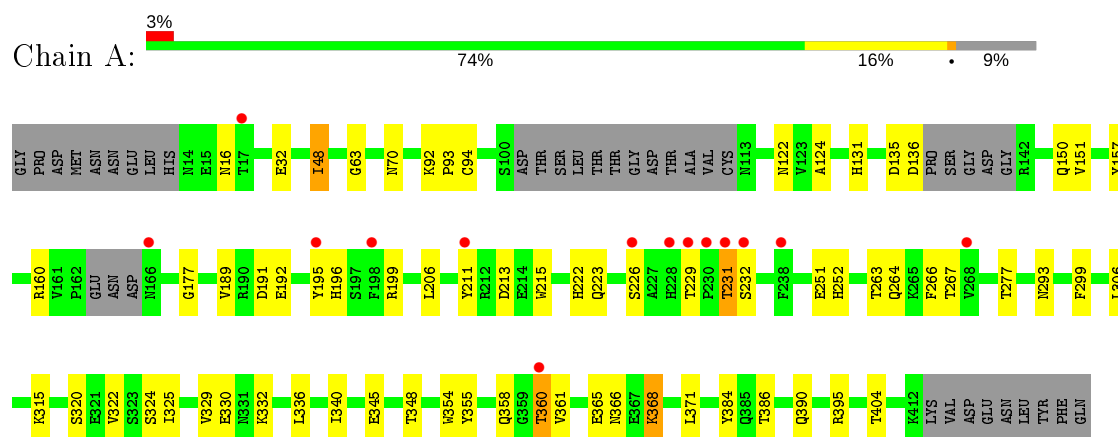 3%
Chain A:
74% 16% • 9%
GLY PRO ASP MET ASN ASN GLU LEU HIS N14 E15 N16 T17 E32 I48 G63 N70 K92 P93 C94 S100 ASP THR SER LEU THR THR GLY ASP THR ALA VAL CYS N113 N122 V123 A124 H131 D135 D136 PRO SER GLY ASP GLY R142 Q150 V151 Y157
R160 V161 P162 GLU ASN ASP N166 G177 V189 R190 D191 E192 Y195 H196 S197 F198 R199 L206 Y211 R212 D213 E214 W215 H222 Q223 S226 A227 H228 T229 P230 T231 S232 F238 E251 H252 T263 Q264 K265 F266 T267 V268 T277 N293 F299 L306
K315 S320 E321 V322 S323 S324 I325 V329 E330 N331 K332 L336 I340 E345 T348 W354 Y355 Q358 G359 T360 V361 E365 N366 E367 K368 L371 Y384 Q385 T386 Q390 R395 T404 K412 LYS VAL ASP GLU ASN LEU TYR PHE GLN